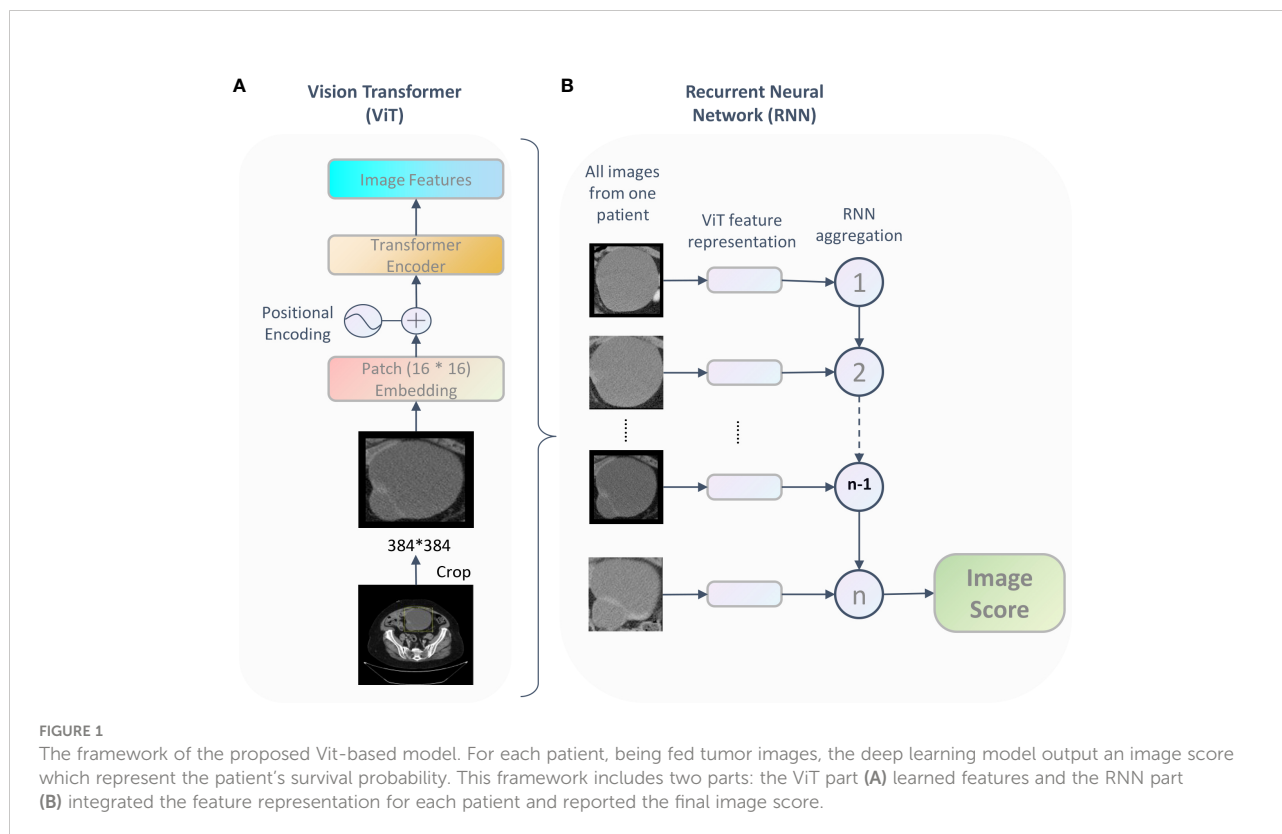 A
Vision Transformer
(ViT)
Image Features
Transformer
Encoder
Positional
Encoding
Patch (16 * 16)
Embedding
384*384
Crop
B
Recurrent Neural
Network (RNN)
All images
from one
patient
ViT feature
representation
RNN
aggregation
1
2
n-1
n
Image
Score
FIGURE 1
The framework of the proposed Vit-based model. For each patient, being fed tumor images, the deep learning model output an image score
which represent the patient's survival probability. This framework includes two parts: the ViT part (A) learned features and the RNN part
(B) integrated the feature representation for each patient and reported the final image score.